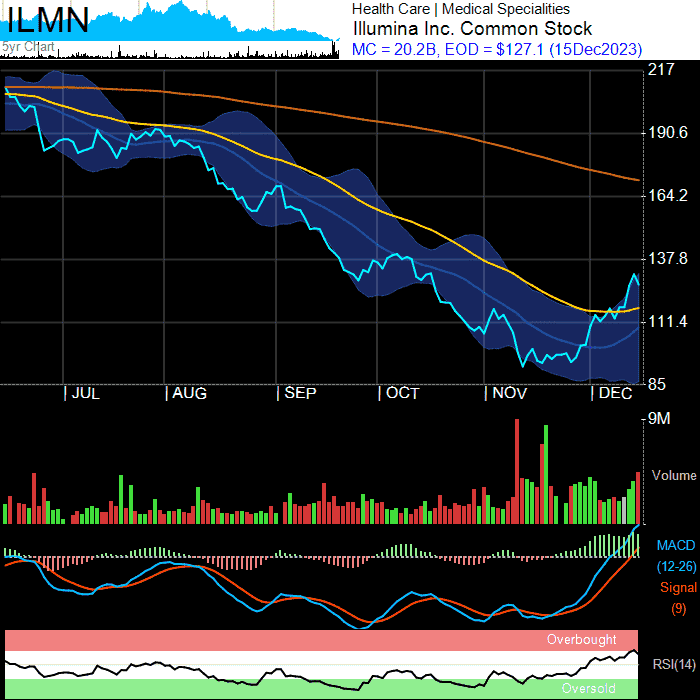 ILMN
5yr Chart
Health Care | Medical Specialities
Illumina Inc. Common Stock
MC = 20.2B, EOD = $127.1 (15Dec2023)
217
190.6
164.2
137.8
111.4
85
| JUL | AUG | SEP | OCT | NOV | DEC
9M
Volume
MACD
(12-26)
Signal
(9)
Overbought
RSI(14)
Oversold